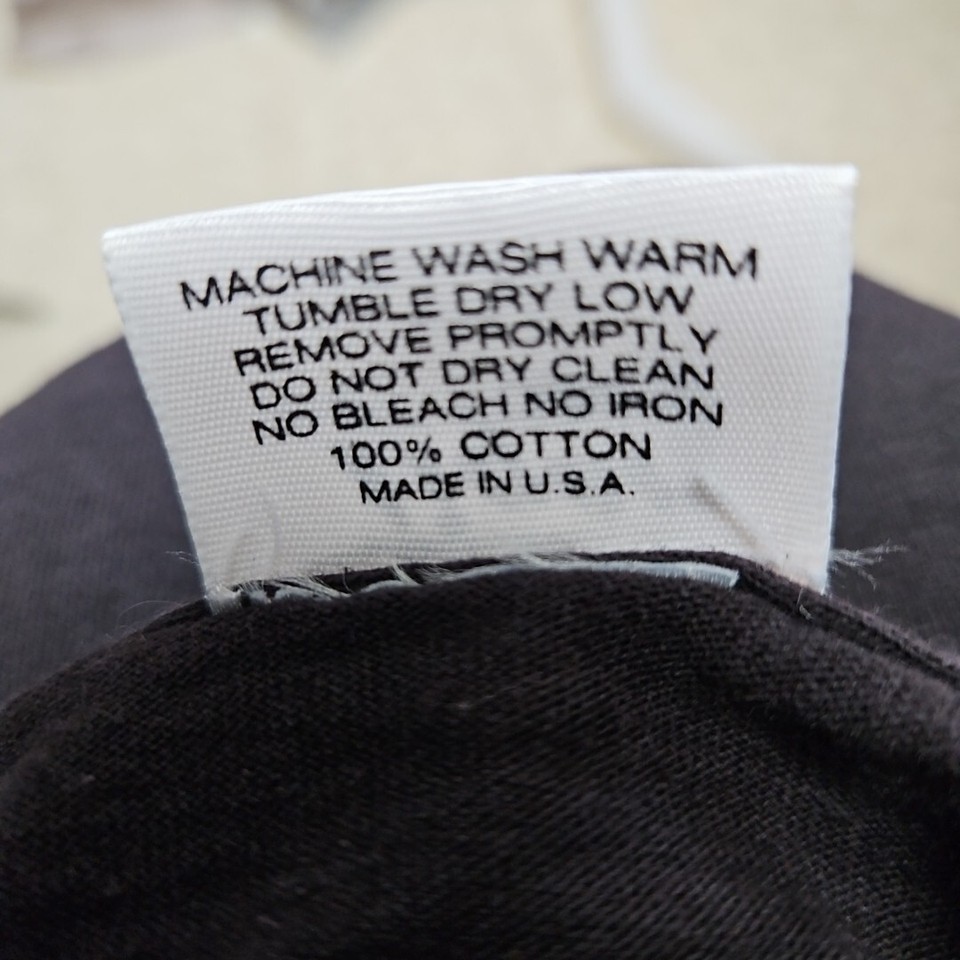 MACHINE WASH WARM
TUMBLE DRY LOW
REMOVE PROMPTLY
DO NOT DRY CLEAN
NO BLEACH NO IRON
100% COTTON
MADE IN U.S.A.